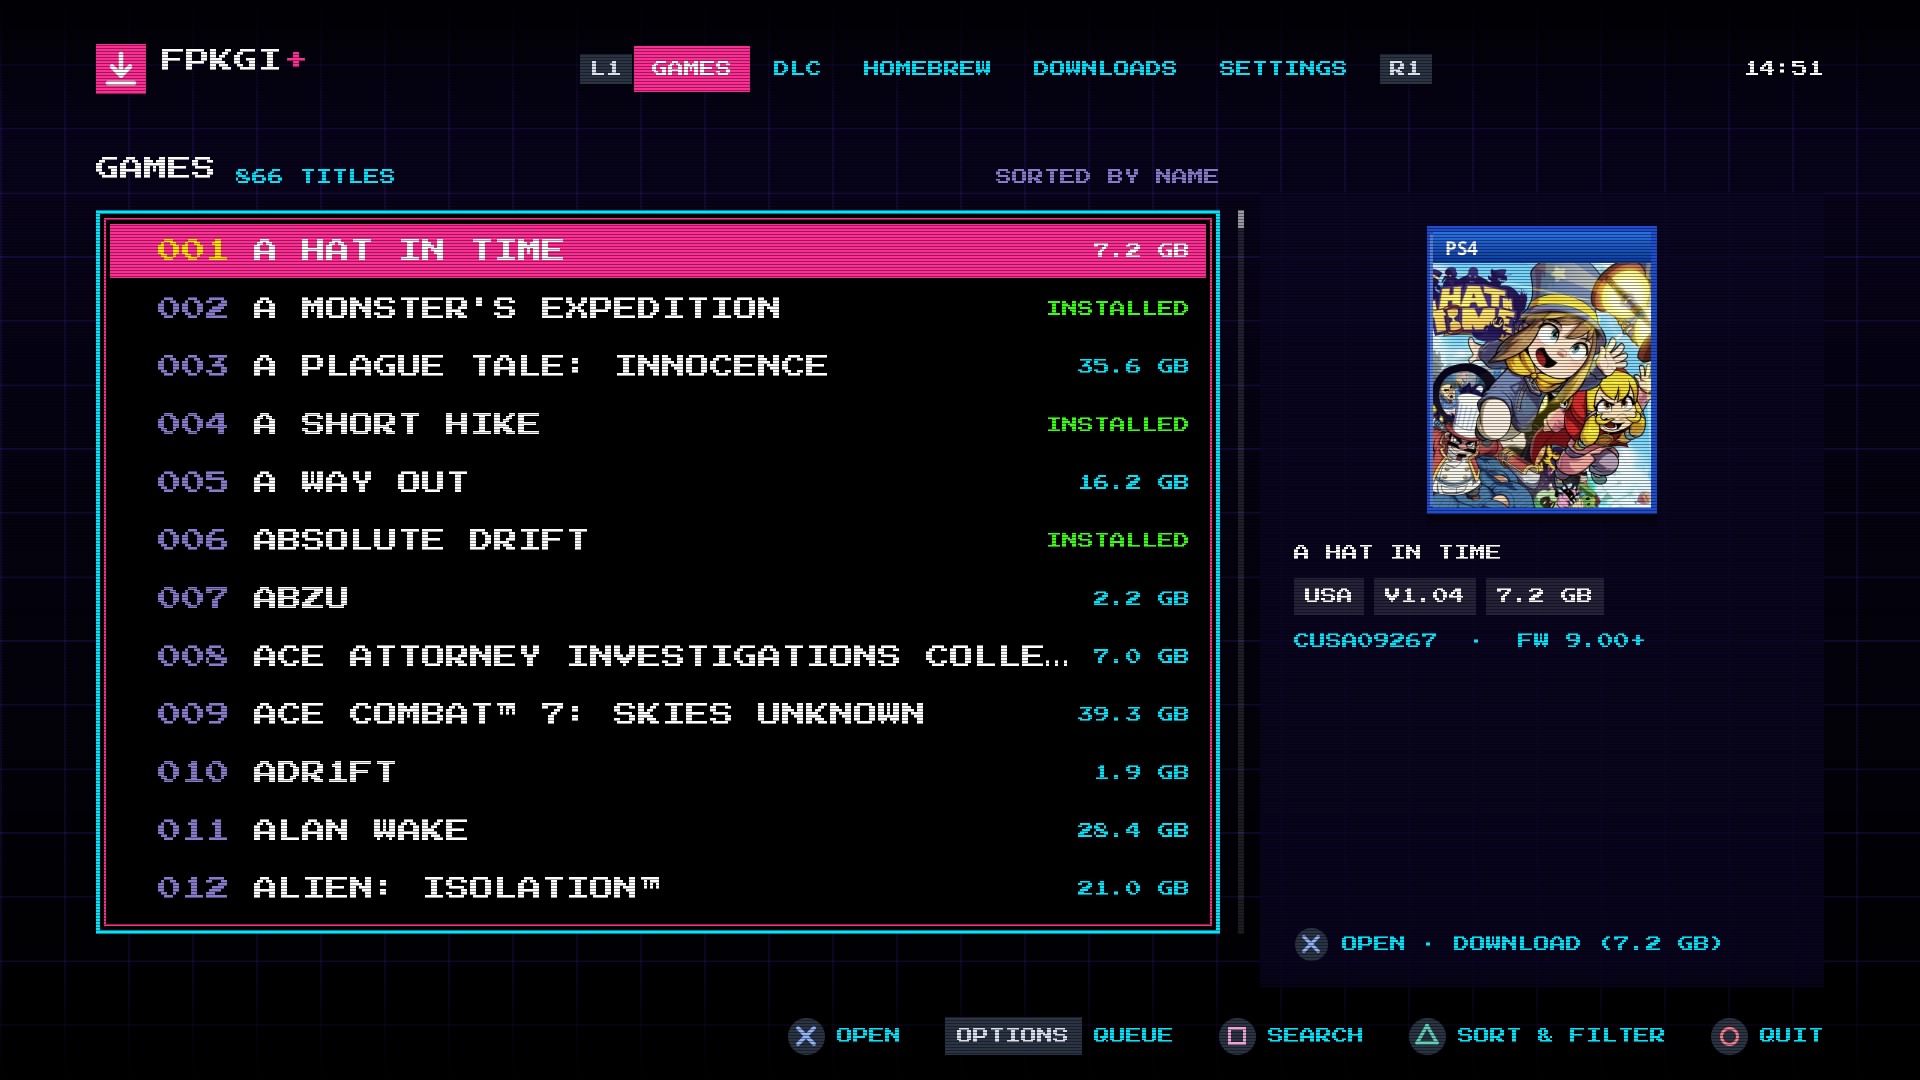 FPKGI+
L1 GAMES DLC HOMEBREW DOWNLOADS SETTINGS R1
14:51
GAMES 866 TITLES
SORTED BY NAME
001 A HAT IN TIME 7.2 GB
002 A MONSTER'S EXPEDITION INSTALLED
003 A PLAGUE TALE: INNOCENCE 35.6 GB
004 A SHORT HIKE INSTALLED
005 A WAY OUT 16.2 GB
006 ABSOLUTE DRIFT INSTALLED
007 ABZU 2.2 GB
008 ACE ATTORNEY INVESTIGATIONS COLLE… 7.0 GB
009 ACE COMBAT™ 7: SKIES UNKNOWN 39.3 GB
010 ADR1FT 1.9 GB
011 ALAN WAKE 28.4 GB
012 ALIEN: ISOLATION™ 21.0 GB
PS4
HAT
IN
TIME
A HAT IN TIME
USA V1.04 7.2 GB
CUSA09267 · FW 9.00+
OPEN · DOWNLOAD (7.2 GB)
OPEN OPTIONS QUEUE SEARCH SORT & FILTER QUIT